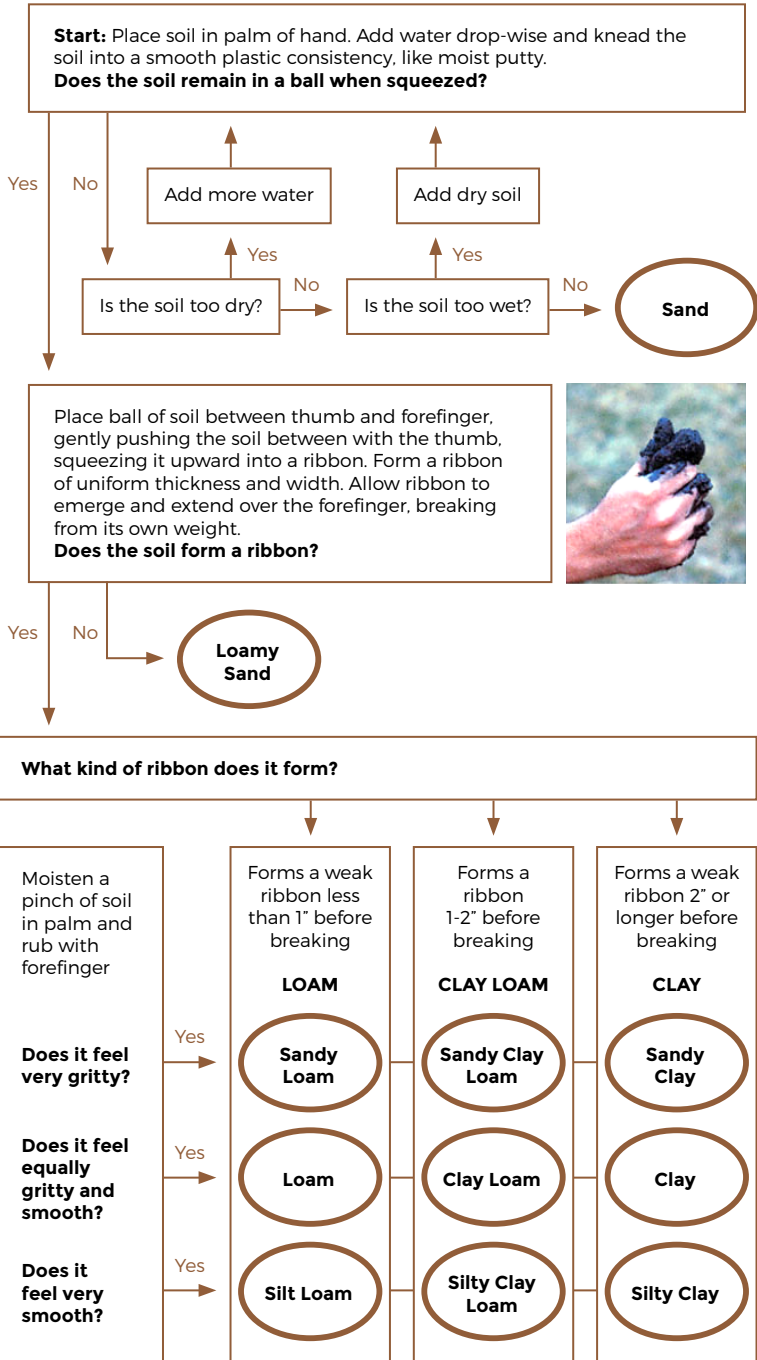 Start: Place soil in palm of hand. Add water drop-wise and knead the
soil into a smooth plastic consistency, like moist putty.
Does the soil remain in a ball when squeezed?
Yes
No
Add more water
Add dry soil
Yes
Yes
Is the soil too dry?
No
Is the soil too wet?
No
Sand
Place ball of soil between thumb and forefinger,
gently pushing the soil between with the thumb,
squeezing it upward into a ribbon. Form a ribbon
of uniform thickness and width. Allow ribbon to
emerge and extend over the forefinger, breaking
from its own weight.
Does the soil form a ribbon?
Yes
No
Loamy
Sand
What kind of ribbon does it form?
Moisten a
pinch of soil
in palm and
rub with
forefinger
Forms a weak
ribbon less
than 1” before
breaking
LOAM
Forms a
ribbon
1-2” before
breaking
CLAY LOAM
Forms a weak
ribbon 2” or
longer before
breaking
CLAY
Does it feel
very gritty?
Yes
Sandy
Loam
Sandy Clay
Loam
Sandy
Clay
Does it feel
equally
gritty and
smooth?
Yes
Loam
Clay Loam
Clay
Does it
feel very
smooth?
Yes
Silt Loam
Silty Clay
Loam
Silty Clay